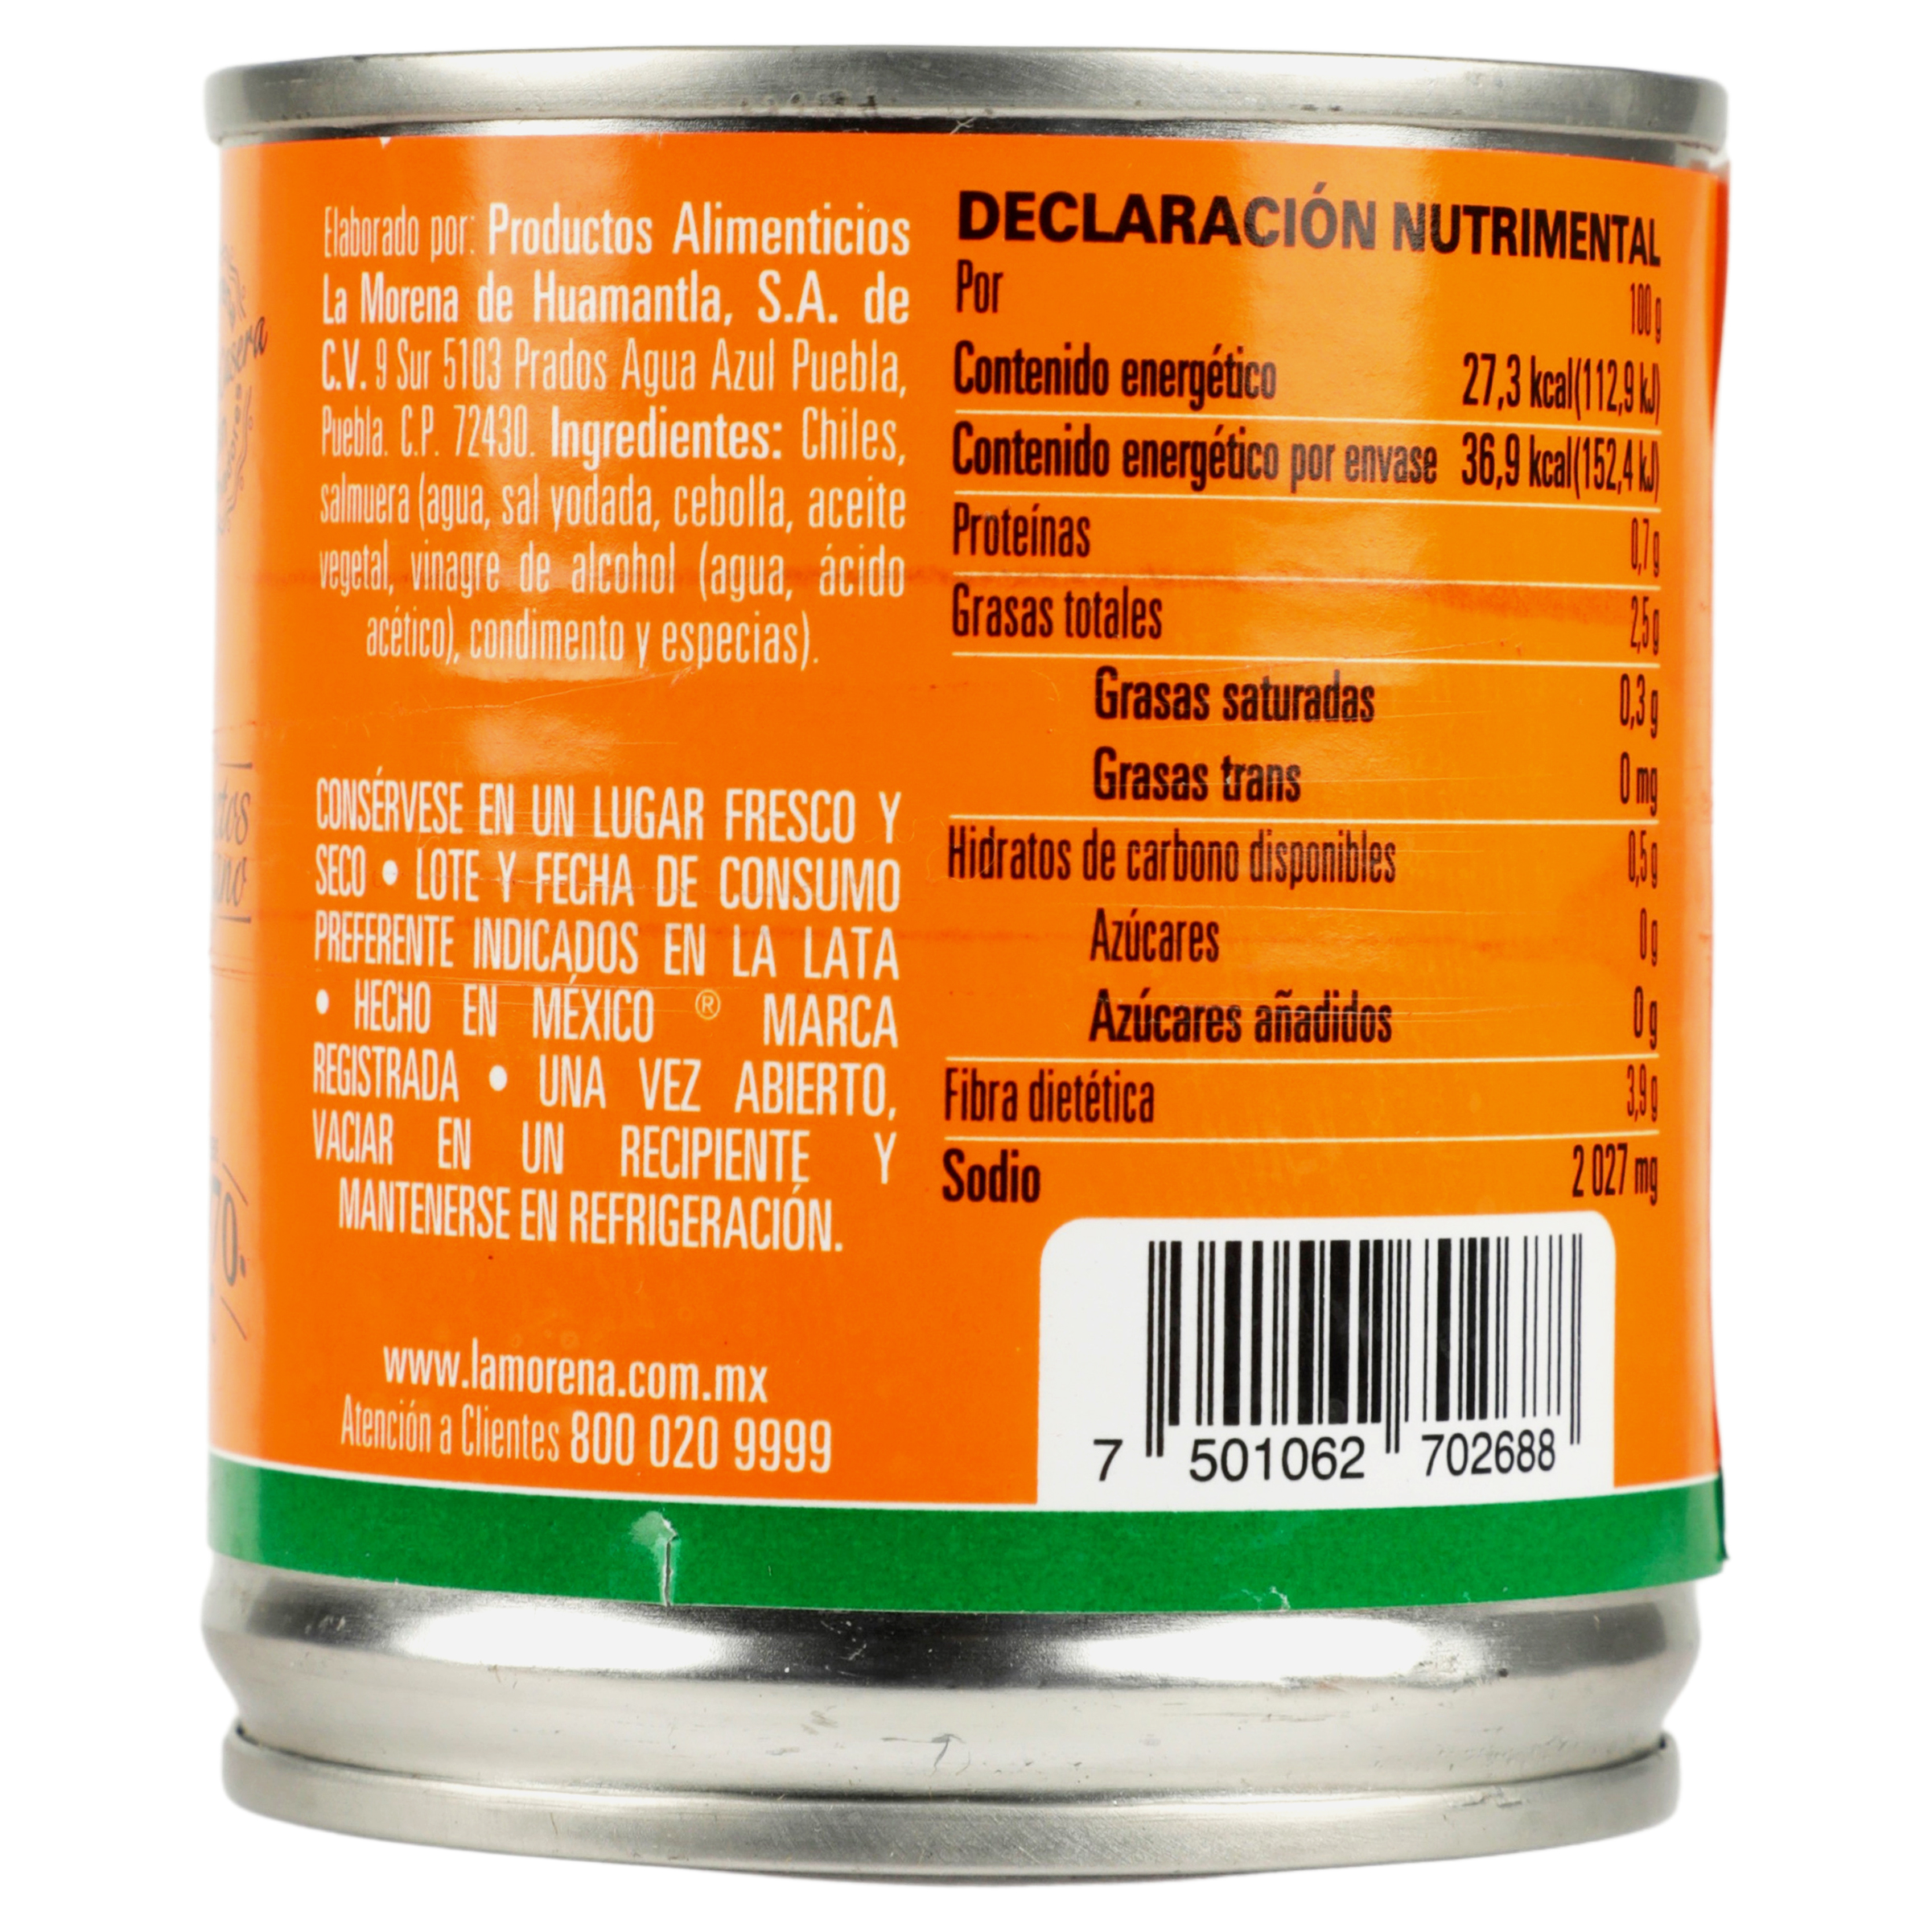 Elaborado por: Productos Alimenticios
La Morena de Huamantla, S.A. de
C.V. 9 Sur 5103 Prados Agua Azul Puebla,
Puebla. C.P. 72430. Ingredientes: Chiles,
salmuera (agua, sal yodada, cebolla, aceite
vegetal, vinagre de alcohol (agua, ácido
acético), condimento y especias).
CONSÉRVESE EN UN LUGAR FRESCO Y
SECO • LOTE Y FECHA DE CONSUMO
PREFERENTE INDICADOS EN LA LATA
• HECHO EN MÉXICO ® MARCA
REGISTRADA • UNA VEZ ABIERTO,
VACIAR EN UN RECIPIENTE Y
MANTENERSE EN REFRIGERACIÓN.
www.lamorena.com.mx
Atención a Clientes 800 020 9999
DECLARACIÓN NUTRIMENTAL
Por 100 g
Contenido energético 27,3 kcal(112,9 kJ)
Contenido energético por envase 36,9 kcal(152,4 kJ)
Proteínas 0,7 g
Grasas totales 2,5 g
Grasas saturadas 0,3 g
Grasas trans 0 mg
Hidratos de carbono disponibles 0,5 g
Azúcares 0 g
Azúcares añadidos 0 g
Fibra dietética 3,9 g
Sodio 2 027 mg
7 501062 702688